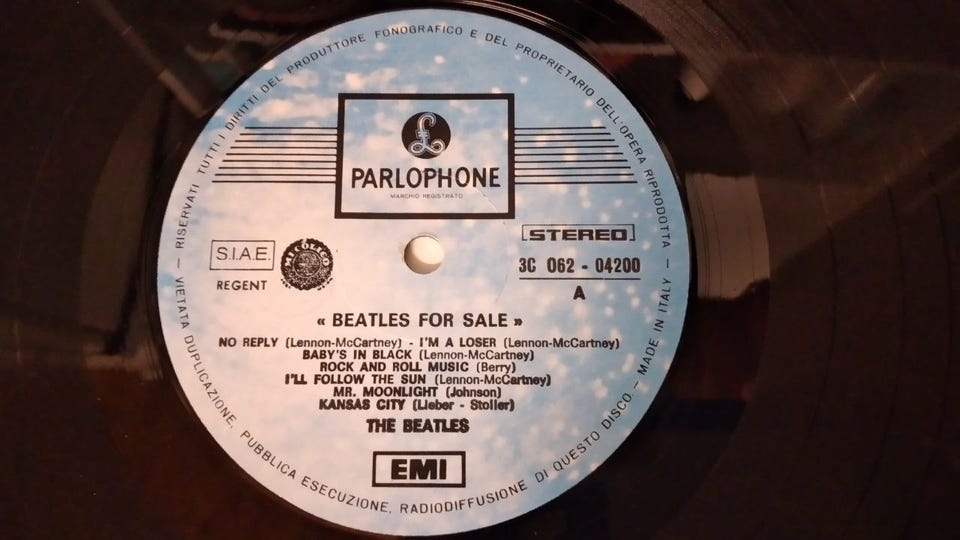 RISERVATI TUTTI I DIRITTI DEL PRODUTTORE FONOGRAFICO E DEL PROPRIETARIO DELL'OPERA RIPRODOTTA
£
PARLOPHONE
MARCHIO REGISTRATO
S.I.A.E.
REGENT
STEREO
3C 062 - 04200
A
« BEATLES FOR SALE »
NO REPLY (Lennon-McCartney) - I'M A LOSER (Lennon-McCartney)
BABY'S IN BLACK (Lennon-McCartney)
ROCK AND ROLL MUSIC (Berry)
I'LL FOLLOW THE SUN (Lennon-McCartney)
MR. MOONLIGHT (Johnson)
KANSAS CITY (Lieber - Stoller)
THE BEATLES
EMI
VIETATA DUPLICAZIONE, PUBBLICA ESECUZIONE, RADIODIFFUSIONE DI QUESTO DISCO - MADE IN ITALY -